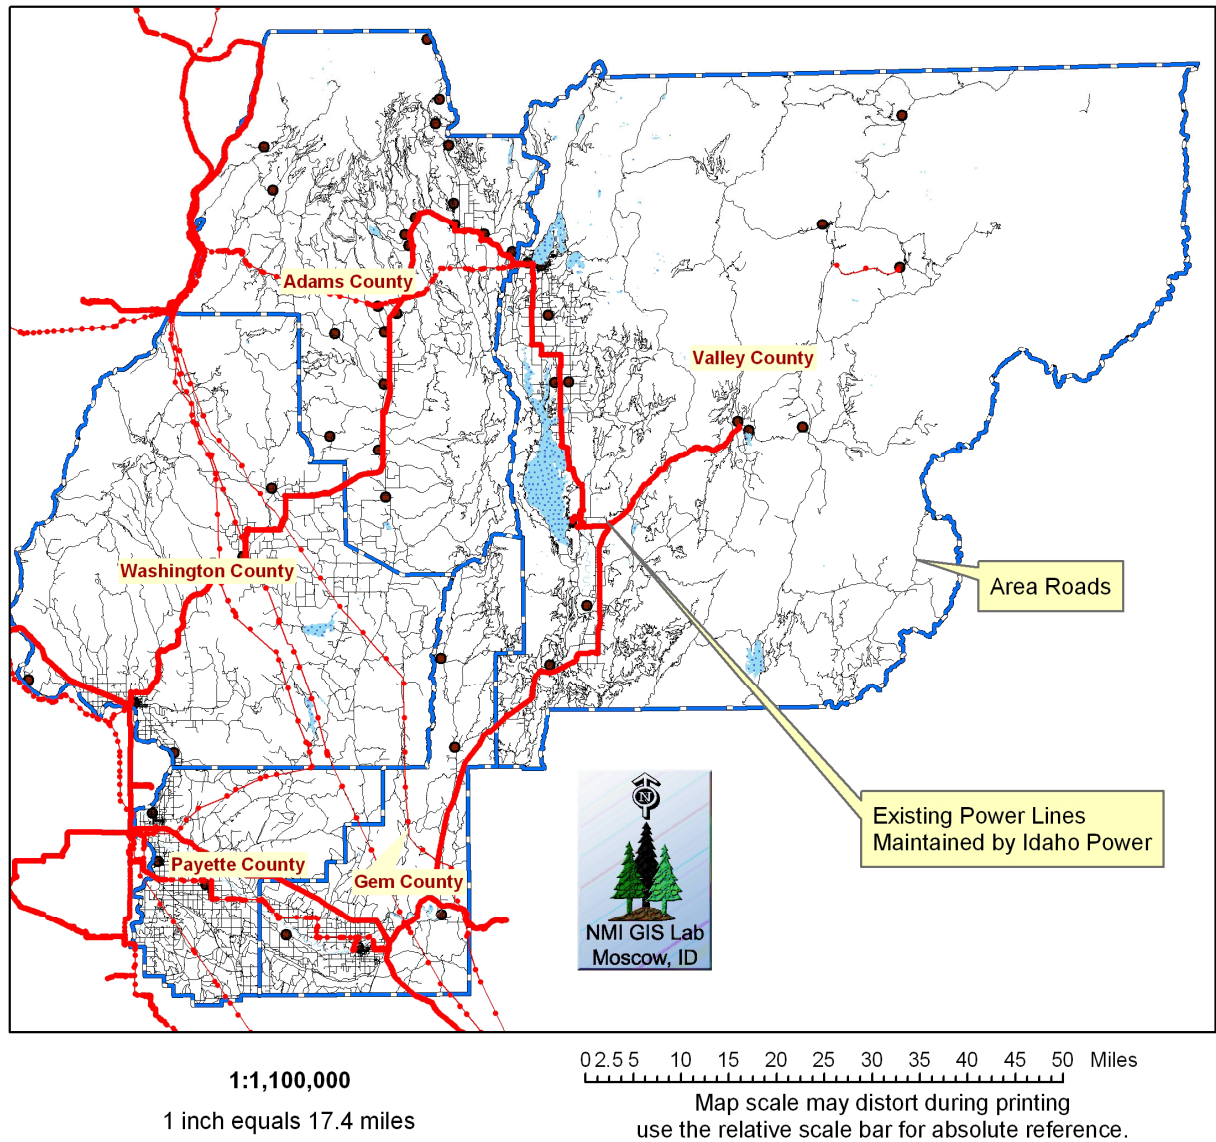 Adams County
Valley County
Washington County
Area Roads
Existing Power Lines
Maintained by Idaho Power
Payette County
Gem County
N
NMI GIS Lab
Moscow, ID
1:1,100,000
1 inch equals 17.4 miles
0 2.5 5 10 15 20 25 30 35 40 45 50 Miles
Map scale may distort during printing
use the relative scale bar for absolute reference.